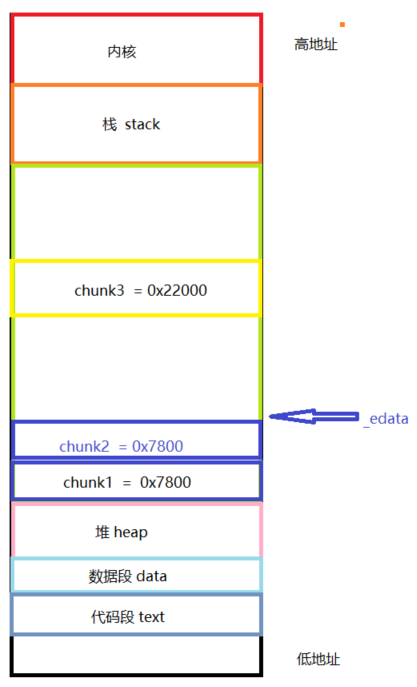 内核
高地址
栈 stack
chunk3 = 0x22000
_edata
chunk2 = 0x7800
chunk1 = 0x7800
堆 heap
数据段 data
代码段 text
低地址